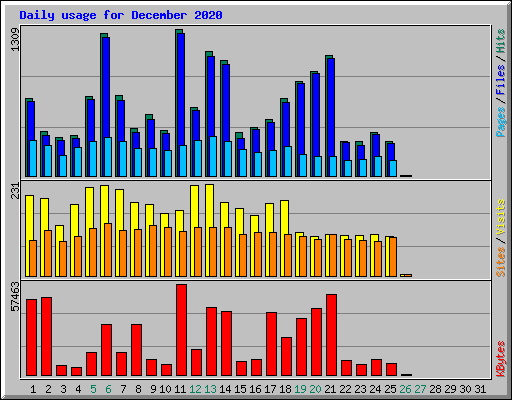 Daily usage for December 2020
1309
Pages / Files / Hits
231
Sites / Visits
57463
KBytes
1 2 3 4 5 6 7 8 9 10 11 12 13 14 15 16 17 18 19 20 21 22 23 24 25 26 27 28 29 30 31